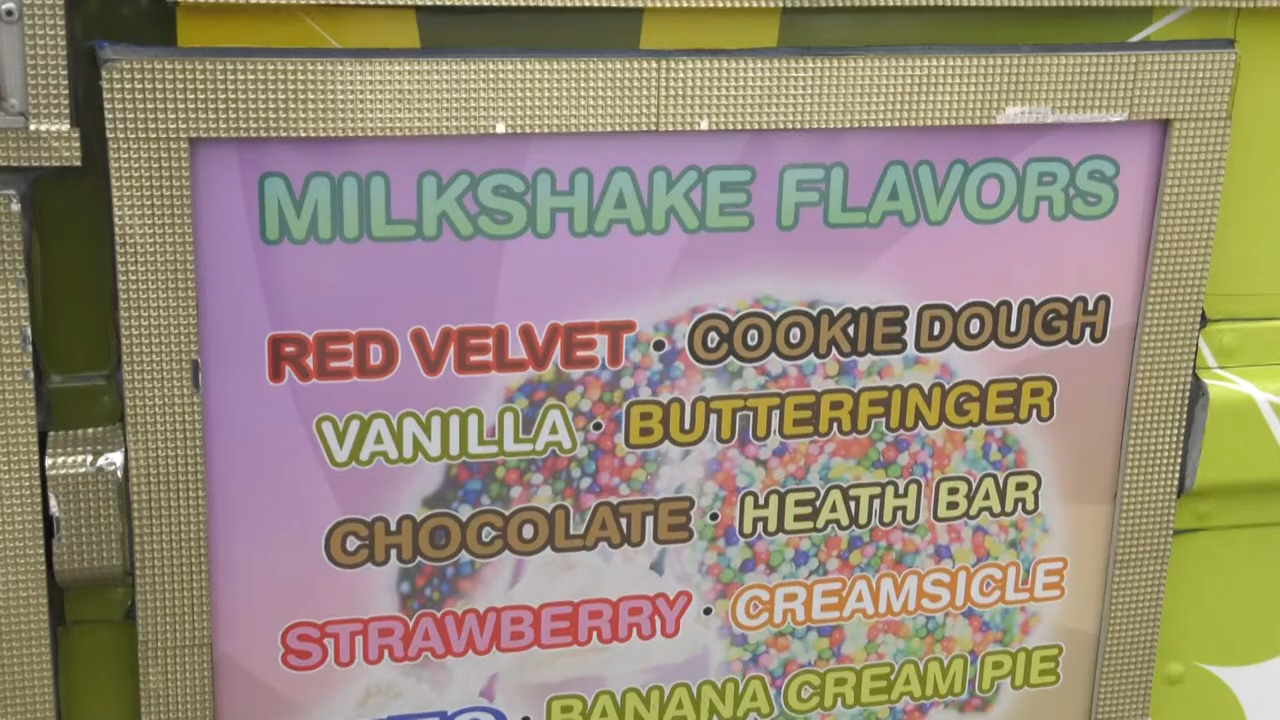 MILKSHAKE FLAVORS
RED VELVET • COOKIE DOUGH
VANILLA • BUTTERFINGER
CHOCOLATE • HEATH BAR
STRAWBERRY • CREAMSICLE
• BANANA CREAM PIE